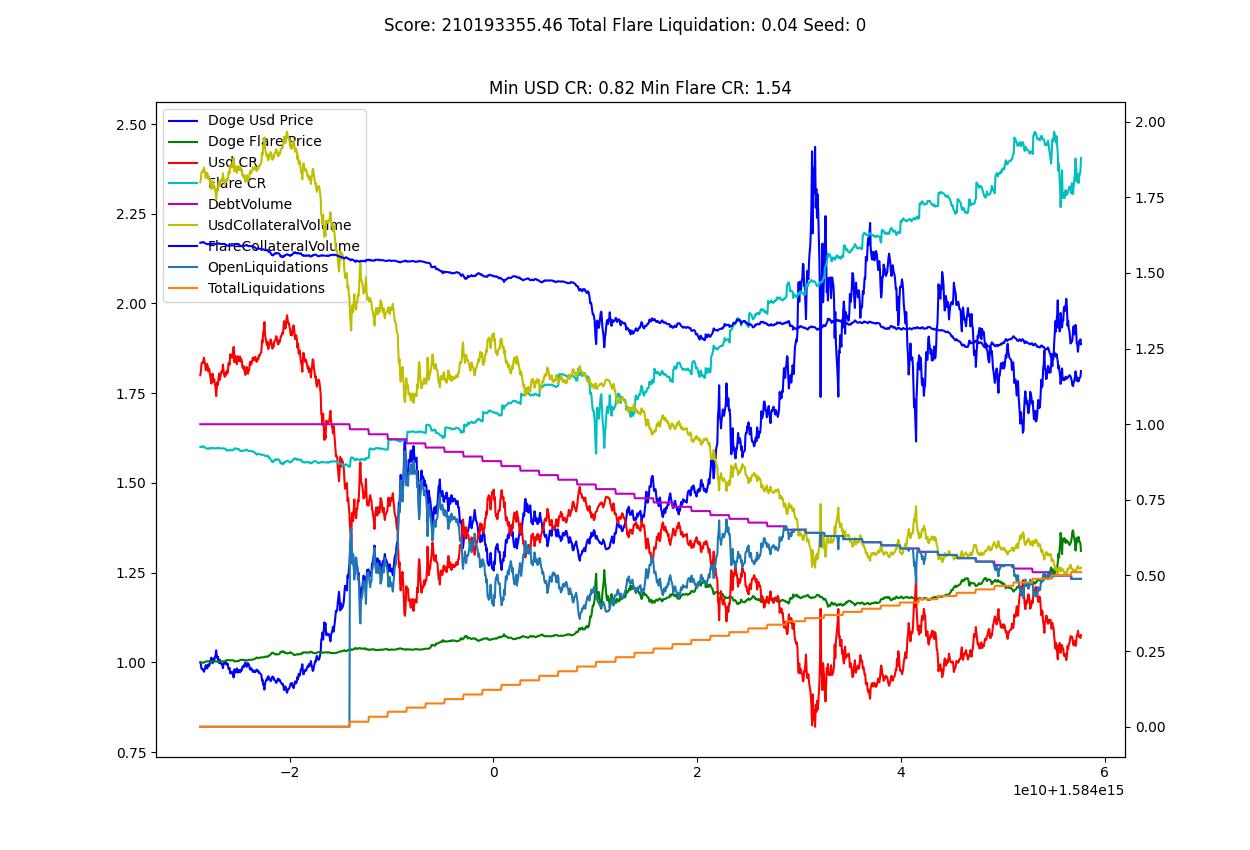 Score: 210193355.46 Total Flare Liquidation: 0.04 Seed: 0
Min USD CR: 0.82 Min Flare CR: 1.54
Doge Usd Price
Doge Flare Price
Usd CR
Flare CR
DebtVolume
UsdCollateralVolume
FlareCollateralVolume
OpenLiquidations
TotalLiquidations
2.50
2.25
2.00
1.75
1.50
1.25
1.00
0.75
2.00
1.75
1.50
1.25
1.00
0.75
0.50
0.25
0.00
−2
0
2
4
6
1e10+1.584e15